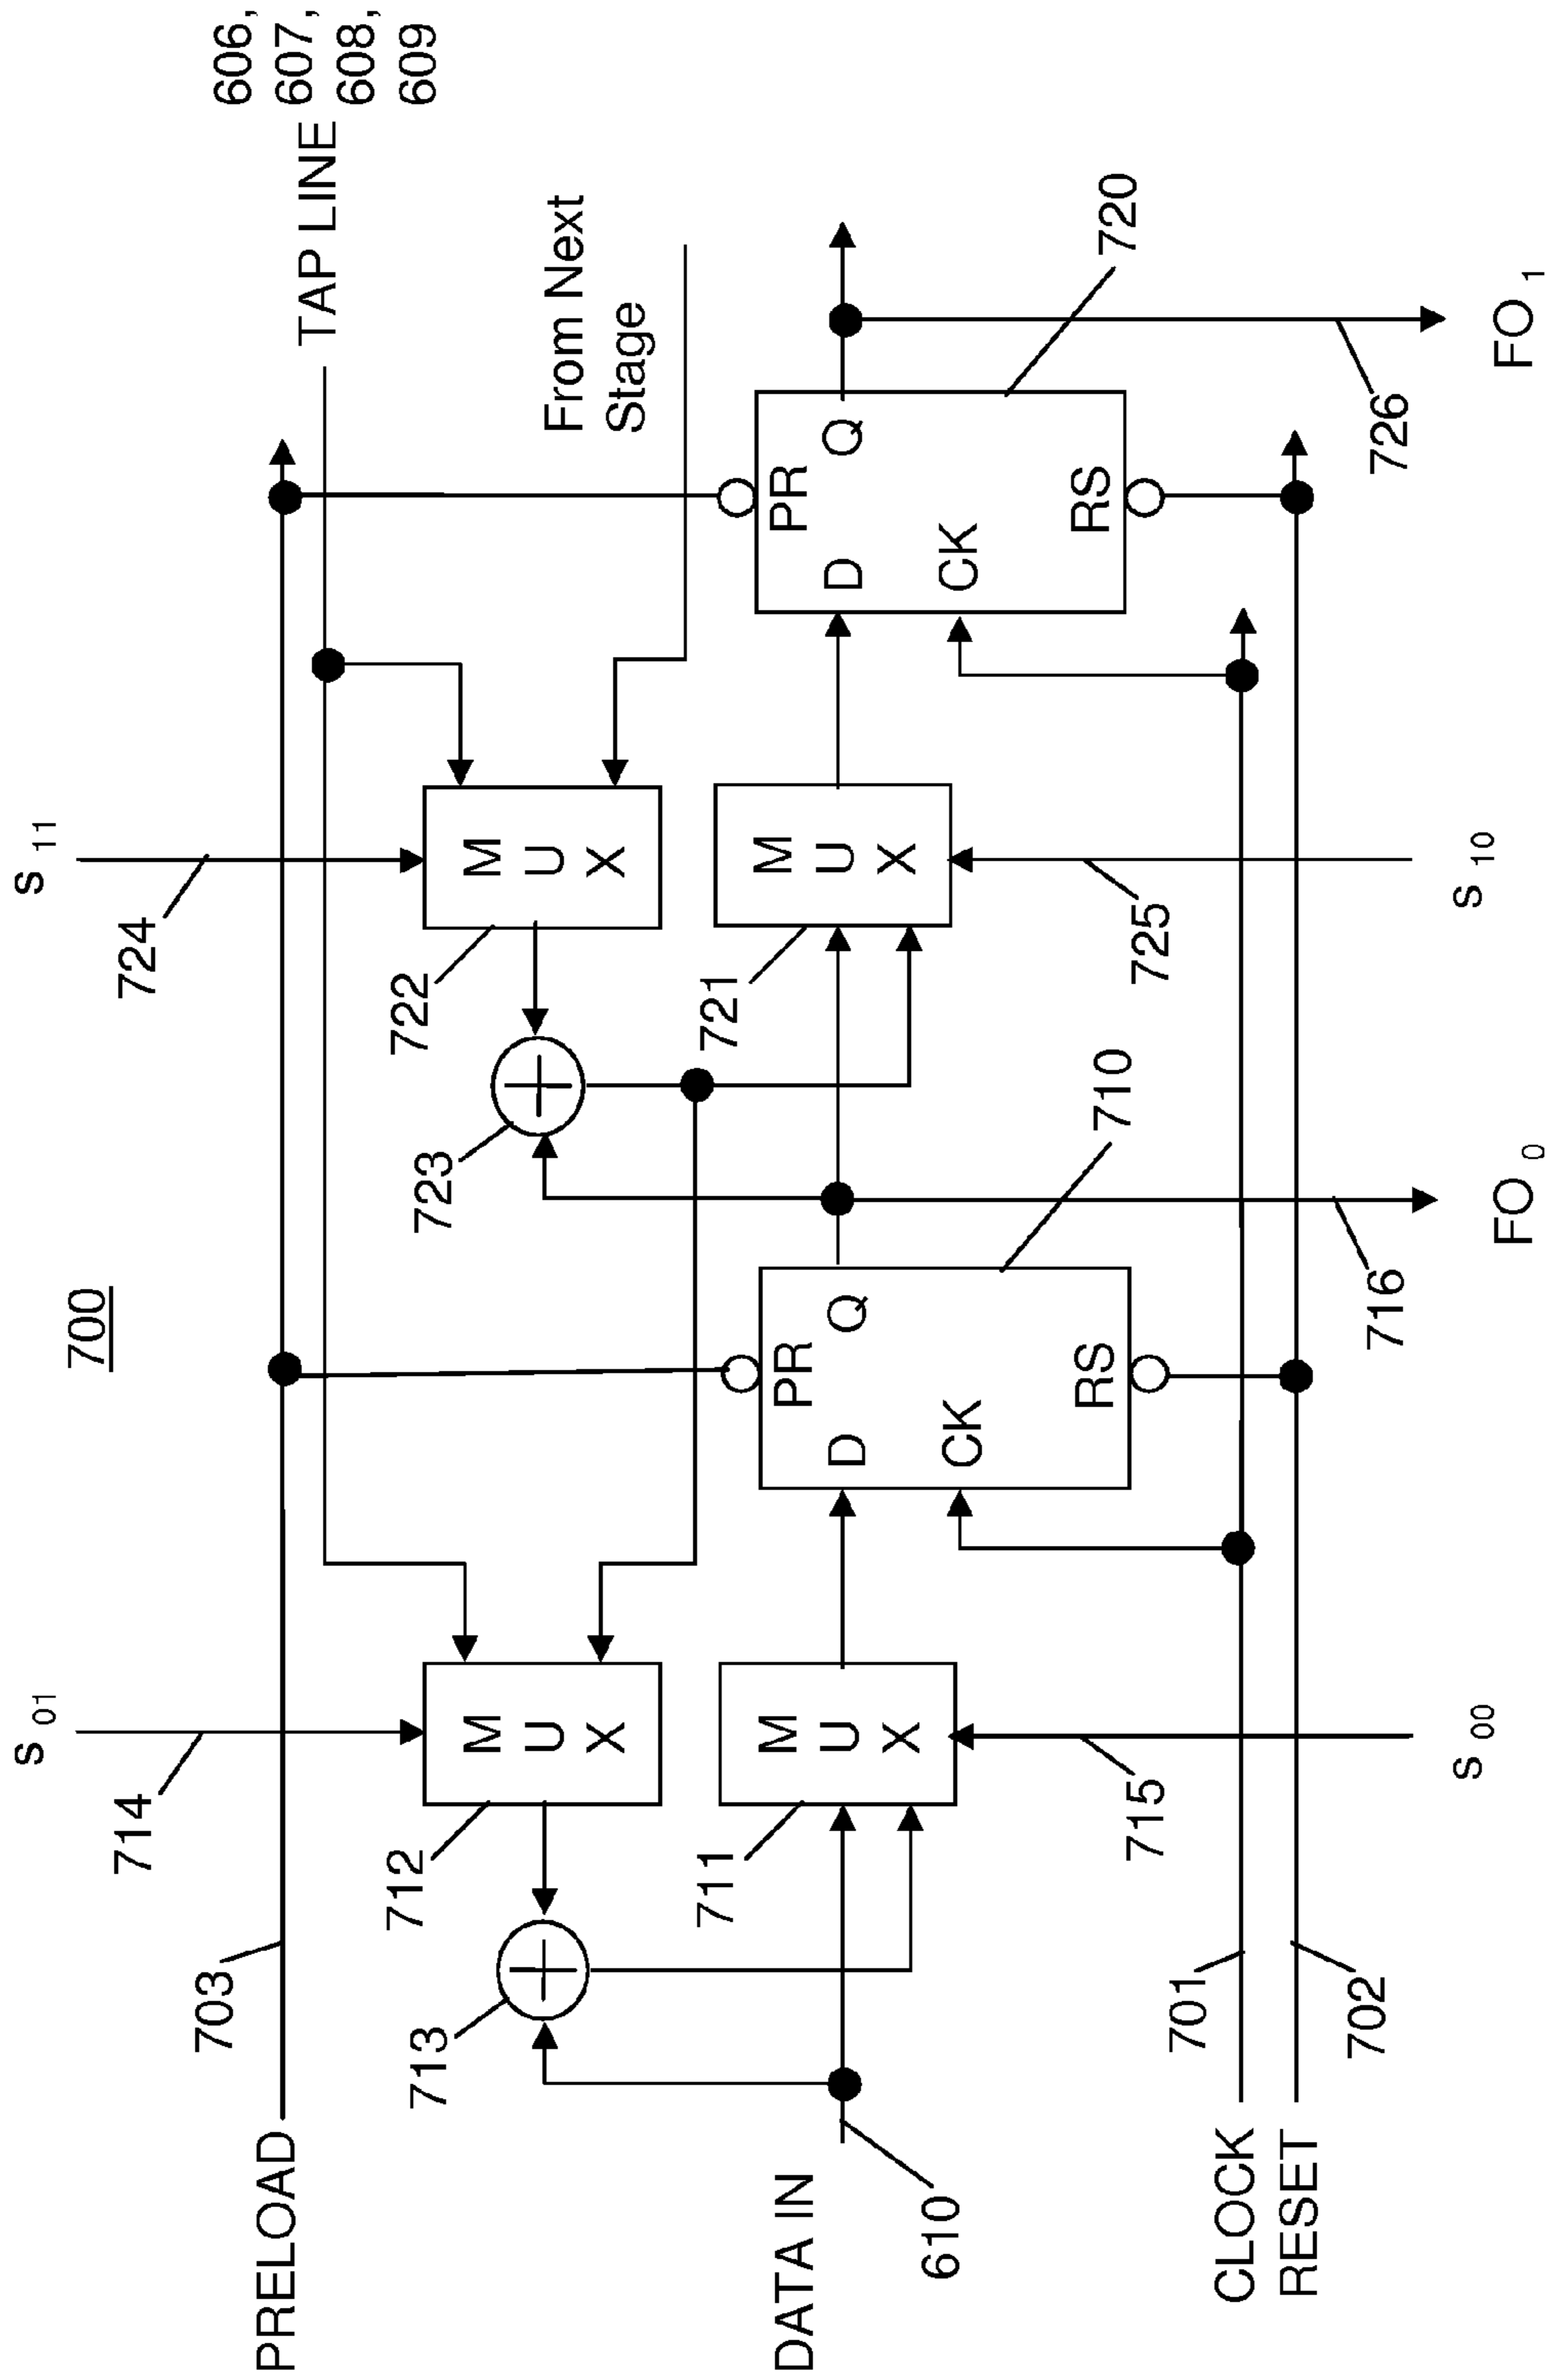 700
606,
TAP LINE 607,
608,
609
S 01
714
S 11
724
PRELOAD
703
From Next
Stage
712
M
U
X
713
722
M
U
X
723
711
M
U
X
721
M
U
X
DATA IN
610
PR
D
Q
CK
RS
710
PR
D
Q
CK
RS
720
715
725
CLOCK
701
RESET
702
716
726
S 00
FO 0
S 10
FO 1